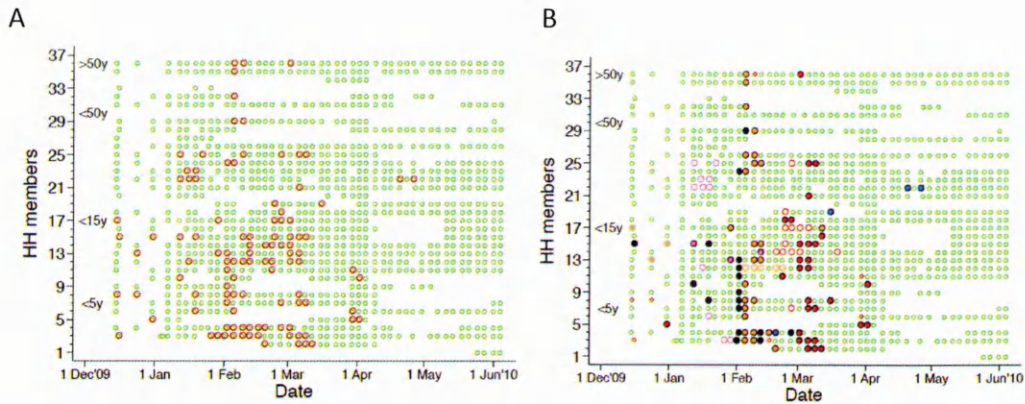 A
B
HH members
37
33
29
25
21
17
13
9
5
1
>50y
<50y
<15y
<5y
1 Dec'09
1 Jan
1 Feb
1 Mar
1 Apr
1 May
1 Jun'10
Date
HH members
37
33
29
25
21
17
13
9
5
1
>50y
<50y
<15y
<5y
1 Dec'09
1 Jan
1 Feb
1 Mar
1 Apr
1 May
1 Jun'10
Date